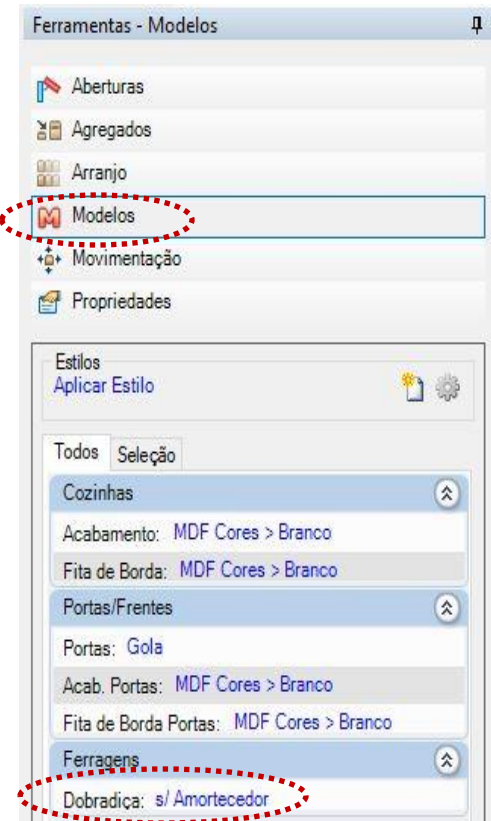 Ferramentas - Modelos
Aberturas
Agregados
Arranjo
Modelos
Movimentação
Propriedades
Estilos
Aplicar Estilo
Todos Seleção
Cozinhas
Acabamento: MDF Cores > Branco
Fita de Borda: MDF Cores > Branco
Portas/Frentes
Portas: Gola
Acab. Portas: MDF Cores > Branco
Fita de Borda Portas: MDF Cores > Branco
Ferragens
Dobradiça: s/ Amortecedor